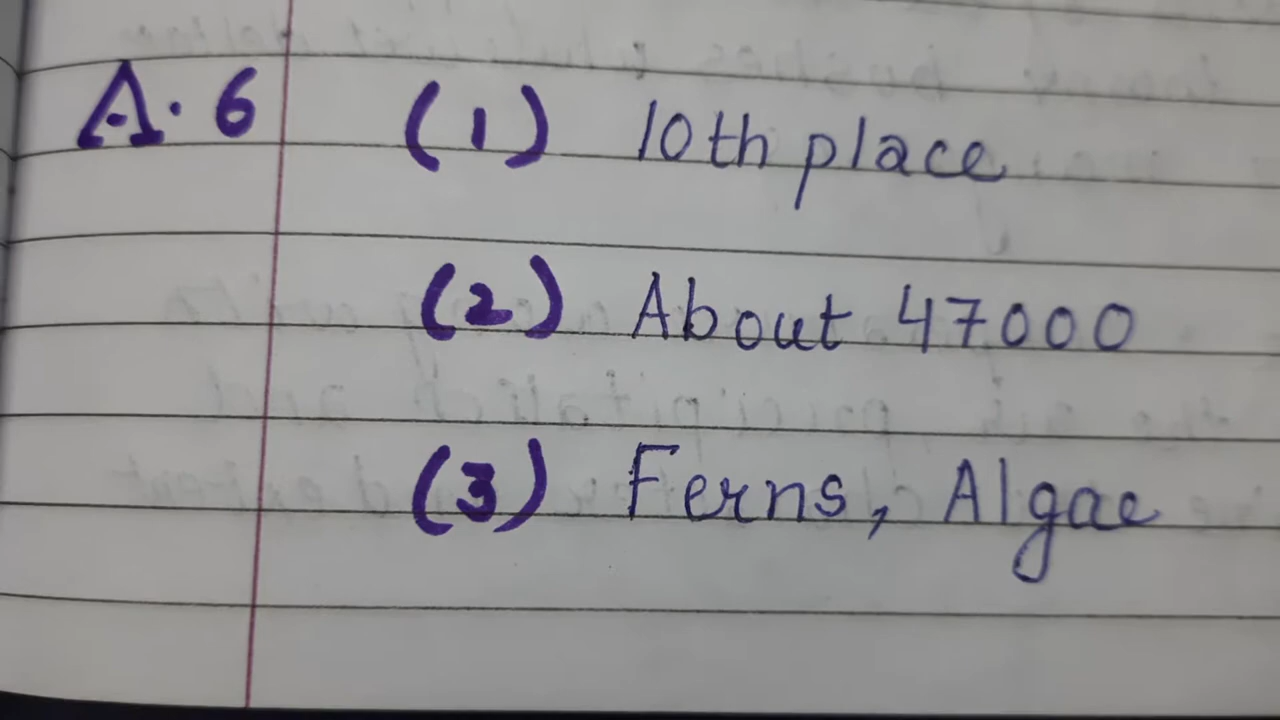 A.6 (1) 10th place
(2) About 47000
(3) Ferns, Algae